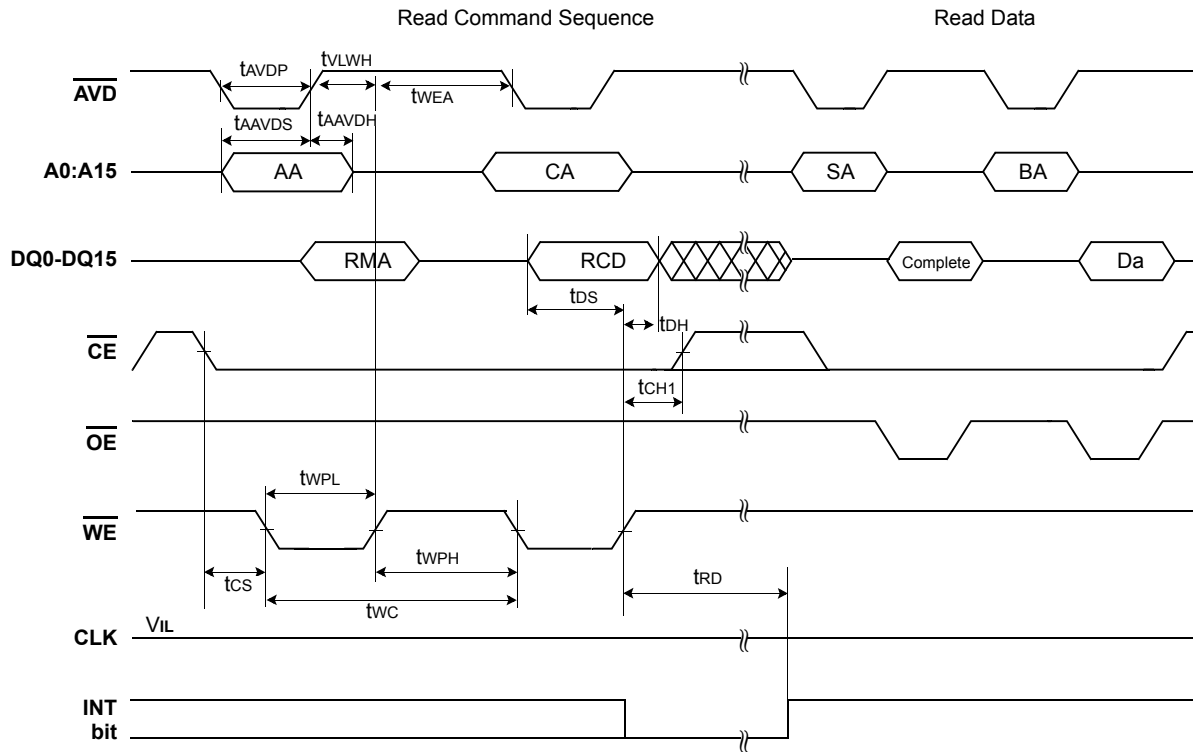 Read Command Sequence Read Data
tAVDP tVLWH
AVD
tWEA
tAAVDS tAAVDH
A0:A15 AA CA SA BA
DQ0-DQ15 RMA RCD Complete Da
tDS
tDH
CE
tCH1
OE
tWPL
WE
tWPH
tCS tRD
tWC
VIL
CLK
INT
bit